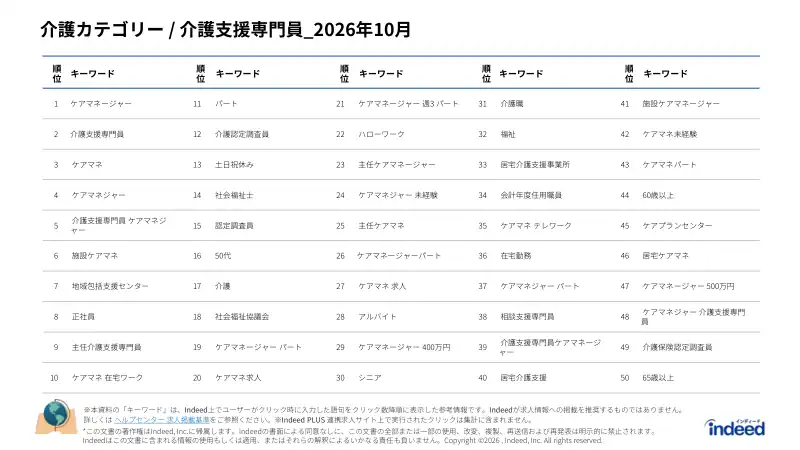 介護カテゴリー / 介護支援専門員_2026年10月
順位 キーワード 順位 キーワード 順位 キーワード 順位 キーワード 順位 キーワード
1 ケアマネージャー 11 パート 21 ケアマネージャー 週3 パート 31 介護職 41 施設ケアマネージャー
2 介護支援専門員 12 介護認定調査員 22 ハローワーク 32 福祉 42 ケアマネ未経験
3 ケアマネ 13 土日祝休み 23 主任ケアマネージャー 33 居宅介護支援事業所 43 ケアマネパート
4 ケアマネジャー 14 社会福祉士 24 ケアマネジャー 未経験 34 会計年度任用職員 44 60歳以上
5 介護支援専門員 ケアマネジャー 15 認定調査員 25 主任ケアマネ 35 ケアマネ テレワーク 45 ケアプランセンター
6 施設ケアマネ 16 50代 26 ケアマネージャーパート 36 在宅勤務 46 居宅ケアマネ
7 地域包括支援センター 17 介護 27 ケアマネ 求人 37 ケアマネジャー パート 47 ケアマネージャー 500万円
8 正社員 18 社会福祉協議会 28 アルバイト 38 相談支援専門員 48 ケアマネジャー 介護支援専門員
9 主任介護支援専門員 19 ケアマネージャー パート 29 ケアマネージャー 400万円 39 介護支援専門員ケアマネージャー 49 介護保険認定調査員
10 ケアマネ 在宅ワーク 20 ケアマネ求人 30 シニア 40 居宅介護支援 50 65歳以上
※本資料の「キーワード」は、Indeed上でユーザーがクリック時に入力した語句をクリック数降順に表示した参考情報です。Indeedが求人情報への掲載を推奨するものではありません。
詳しくは ヘルプセンター 求人掲載基準をご参照ください。※Indeed PLUS 連携求人サイト上で実行されたクリックは集計に含まれません。
*この文書の著作権はIndeed, Inc.に帰属します。Indeedの書面による同意なしに、この文書の全部または一部の使用、改変、複製、再送信および再発表は明示的に禁止されます。
Indeedはこの文書に含まれる情報の使用もしくは適用、またはそれらの解釈によるいかなる責任も負いません。Copyright ©2026 , Indeed, Inc. All rights reserved.
インディード
indeed